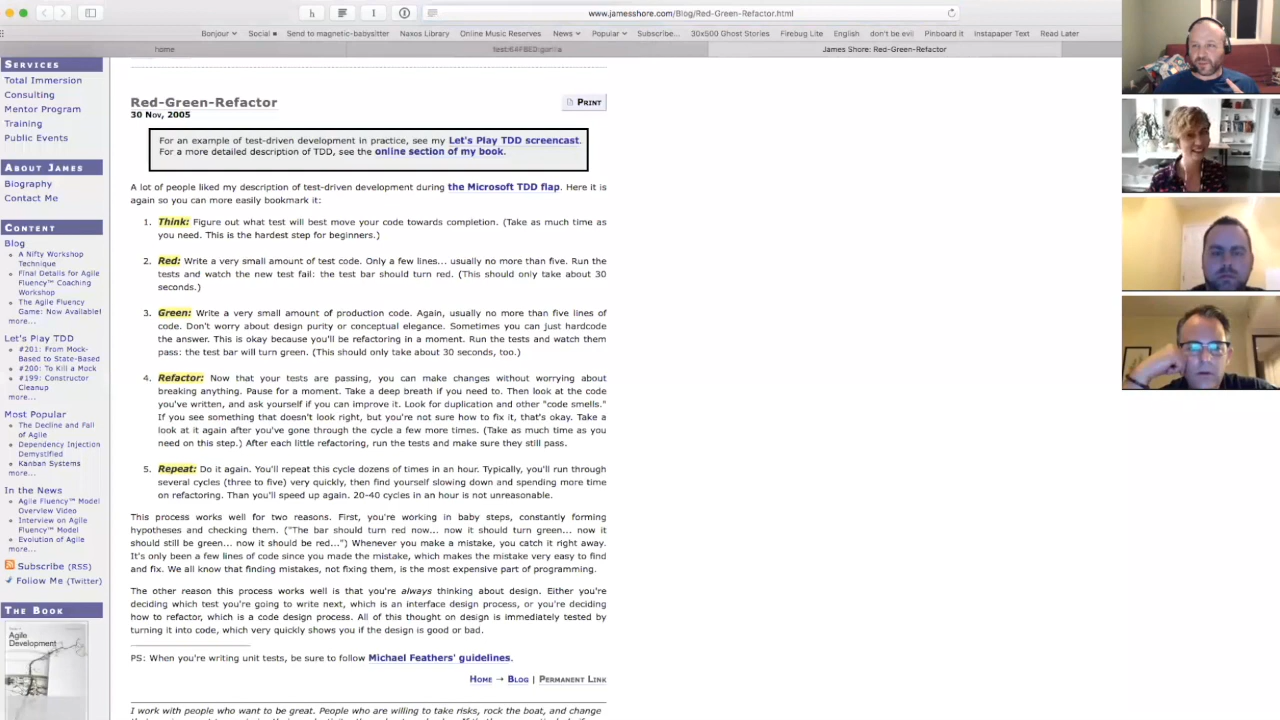 www.jamesshore.com/Blog/Red-Green-Refactor.html
Bonjour Social Send to magnetic-babysitter Naxos Library Online Music Reserves News Popular Subscribe... 30x500 Ghost Stories Firebug Lite English don't be evil Pinboard it Instapaper Text Read Later
home
James Shore: Red-Green-Refactor
SERVICES
Total Immersion
Consulting
Mentor Program
Training
Public Events
ABOUT JAMES
Biography
Contact Me
CONTENT
Blog
A Nifty Workshop
Technique
Final Details for Agile
Fluency™ Coaching
Workshop
The Agile Fluency
Game: Now Available!
more...
Let's Play TDD
#201: From Mock-
Based to State-Based
#200: To Kill a Mock
#199: Constructor
Cleanup
more...
Most Popular
The Decline and Fall
of Agile
Dependency Injection
Demystified
Kanban Systems
more...
In the News
Agile Fluency™ Model
Overview Video
Interview on Agile
Fluency™ Model
Evolution of Agile
more...
Subscribe (RSS)
Follow Me (Twitter)
THE BOOK
Agile
Development
Red-Green-Refactor
PRINT
30 NOV, 2005
For an example of test-driven development in practice, see my Let's Play TDD screencast.
For a more detailed description of TDD, see the online section of my book.
A lot of people liked my description of test-driven development during the Microsoft TDD flap. Here it is
again so you can more easily bookmark it:
1. Think: Figure out what test will best move your code towards completion. (Take as much time as
you need. This is the hardest step for beginners.)
2. Red: Write a very small amount of test code. Only a few lines... usually no more than five. Run the
tests and watch the new test fail: the test bar should turn red. (This should only take about 30
seconds.)
3. Green: Write a very small amount of production code. Again, usually no more than five lines of
code. Don't worry about design purity or conceptual elegance. Sometimes you can just hardcode
the answer. This is okay because you'll be refactoring in a moment. Run the tests and watch them
pass: the test bar will turn green. (This should only take about 30 seconds, too.)
4. Refactor: Now that your tests are passing, you can make changes without worrying about
breaking anything. Pause for a moment. Take a deep breath if you need to. Then look at the code
you've written, and ask yourself if you can improve it. Look for duplication and other "code smells."
If you see something that doesn't look right, but you're not sure how to fix it, that's okay. Take a
look at it again after you've gone through the cycle a few more times. (Take as much time as you
need on this step.) After each little refactoring, run the tests and make sure they still pass.
5. Repeat: Do it again. You'll repeat this cycle dozens of times in an hour. Typically, you'll run through
several cycles (three to five) very quickly, then find yourself slowing down and spending more time
on refactoring. Than you'll speed up again. 20-40 cycles in an hour is not unreasonable.
This process works well for two reasons. First, you're working in baby steps, constantly forming
hypotheses and checking them. ("The bar should turn red now... now it should turn green... now it
should still be green... now it should be red...") Whenever you make a mistake, you catch it right away.
It's only been a few lines of code since you made the mistake, which makes the mistake very easy to find
and fix. We all know that finding mistakes, not fixing them, is the most expensive part of programming.
The other reason this process works well is that you're always thinking about design. Either you're
deciding which test you're going to write next, which is an interface design process, or you're deciding
how to refactor, which is a code design process. All of this thought on design is immediately tested by
turning it into code, which very quickly shows you if the design is good or bad.
PS: When you're writing unit tests, be sure to follow Michael Feathers' guidelines.
HOME → BLOG | PERMANENT LINK
I work with people who want to be great. People who are willing to take risks, rock the boat, and change